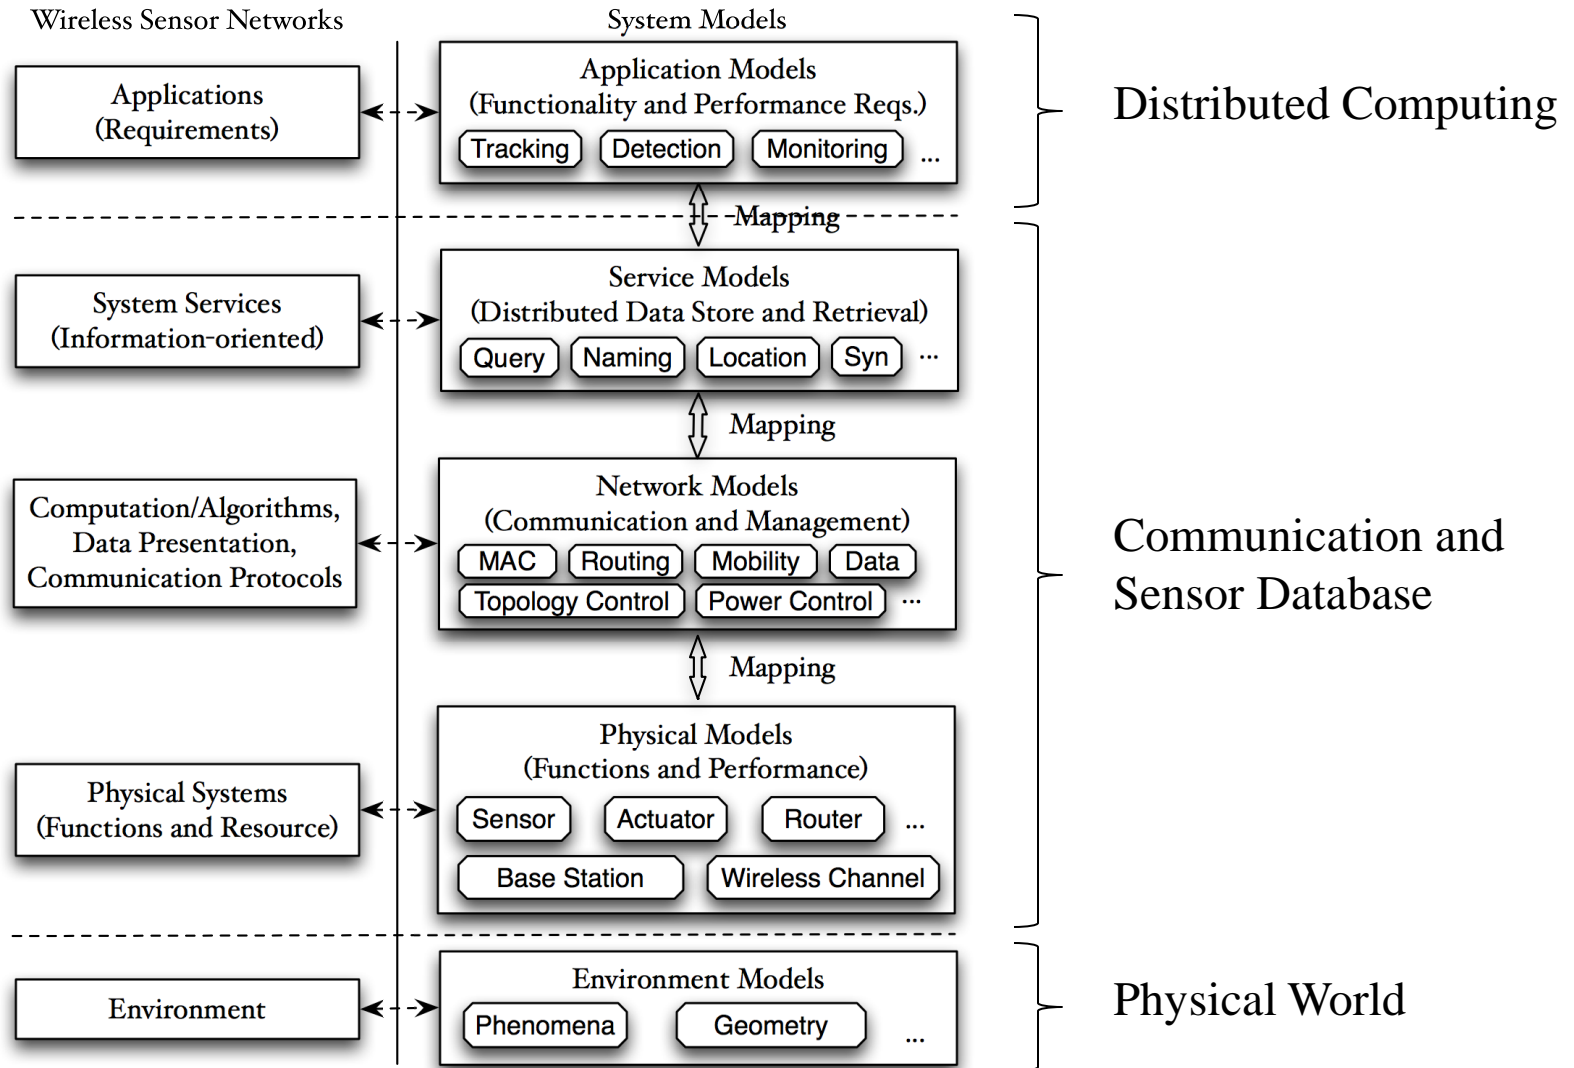 Wireless Sensor Networks
System Models
Applications
(Requirements)
Application Models
(Functionality and Performance Reqs.)
Tracking Detection Monitoring ...
Distributed Computing
Mapping
System Services
(Information-oriented)
Service Models
(Distributed Data Store and Retrieval)
Query Naming Location Syn ...
Mapping
Computation/Algorithms,
Data Presentation,
Communication Protocols
Network Models
(Communication and Management)
MAC Routing Mobility Data
Topology Control Power Control ...
Communication and
Sensor Database
Mapping
Physical Systems
(Functions and Resource)
Physical Models
(Functions and Performance)
Sensor Actuator Router ...
Base Station Wireless Channel
Environment
Environment Models
Phenomena Geometry ...
Physical World